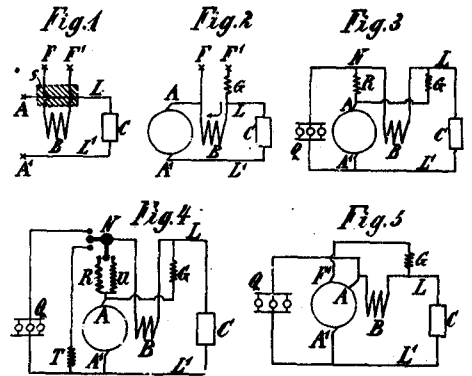 Fig.1
F F'
s
A L
B C
A' L'
Fig.2
F F'
G
A L
B C
A' L'
Fig.3
N L
R G
A
Q B C
A' L'
Fig.4
N L
R U G
A
Q B C
T A' L'
Fig.5
G
F' L
Q A
B C
A' L'